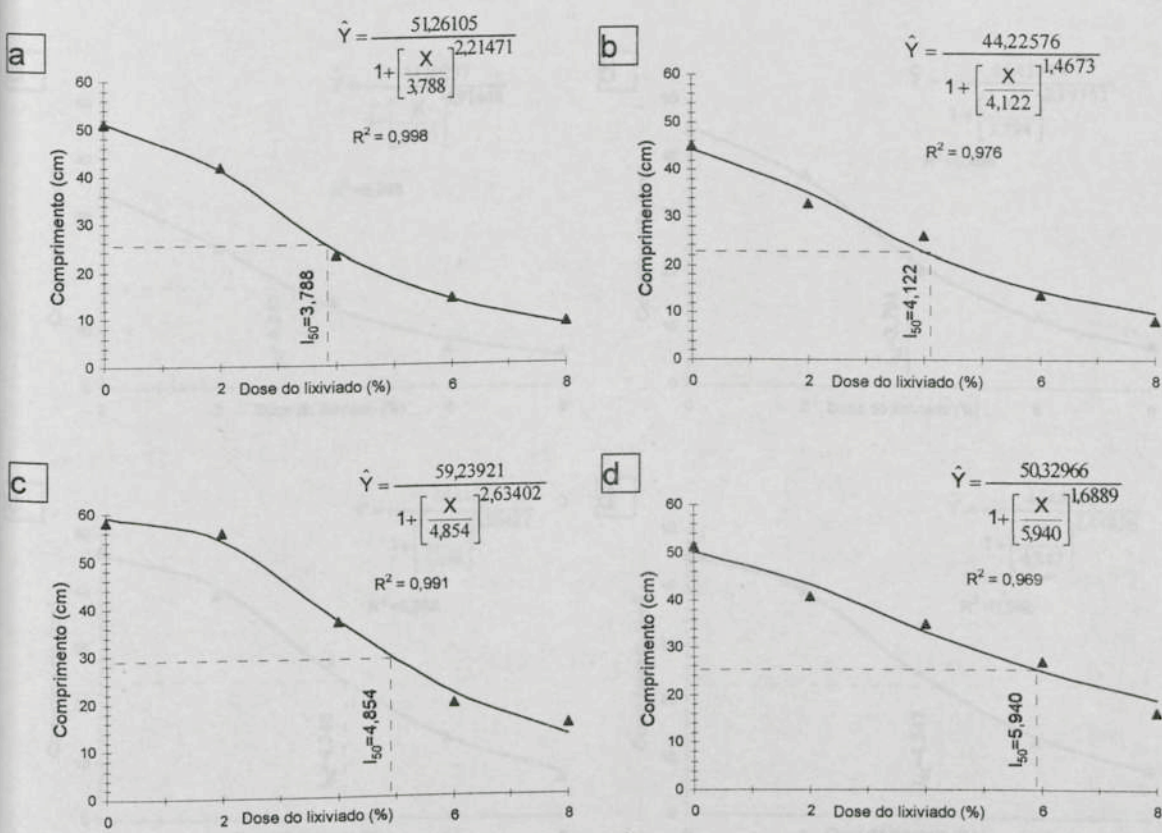 a
Ŷ = 51,26105 / 1+[X/3,788]^2,21471
R² = 0,998
Comprimento (cm)
60
50
40
30
20
10
0
I50=3,788
0 2 6 8
Dose do lixiviado (%)
b
Ŷ = 44,22576 / 1+[X/4,122]^1,4673
R² = 0,976
Comprimento (cm)
60
50
40
30
20
10
0
I50=4,122
0 2 6 8
Dose do lixiviado (%)
c
Ŷ = 59,23921 / 1+[X/4,854]^2,63402
R² = 0,991
Comprimento (cm)
60
50
40
30
20
10
0
I50=4,854
0 2 6 8
Dose do lixiviado (%)
d
Ŷ = 50,32966 / 1+[X/5,940]^1,6889
R² = 0,969
Comprimento (cm)
60
50
40
30
20
10
0
I50=5,940
0 2 6 8
Dose do lixiviado (%)